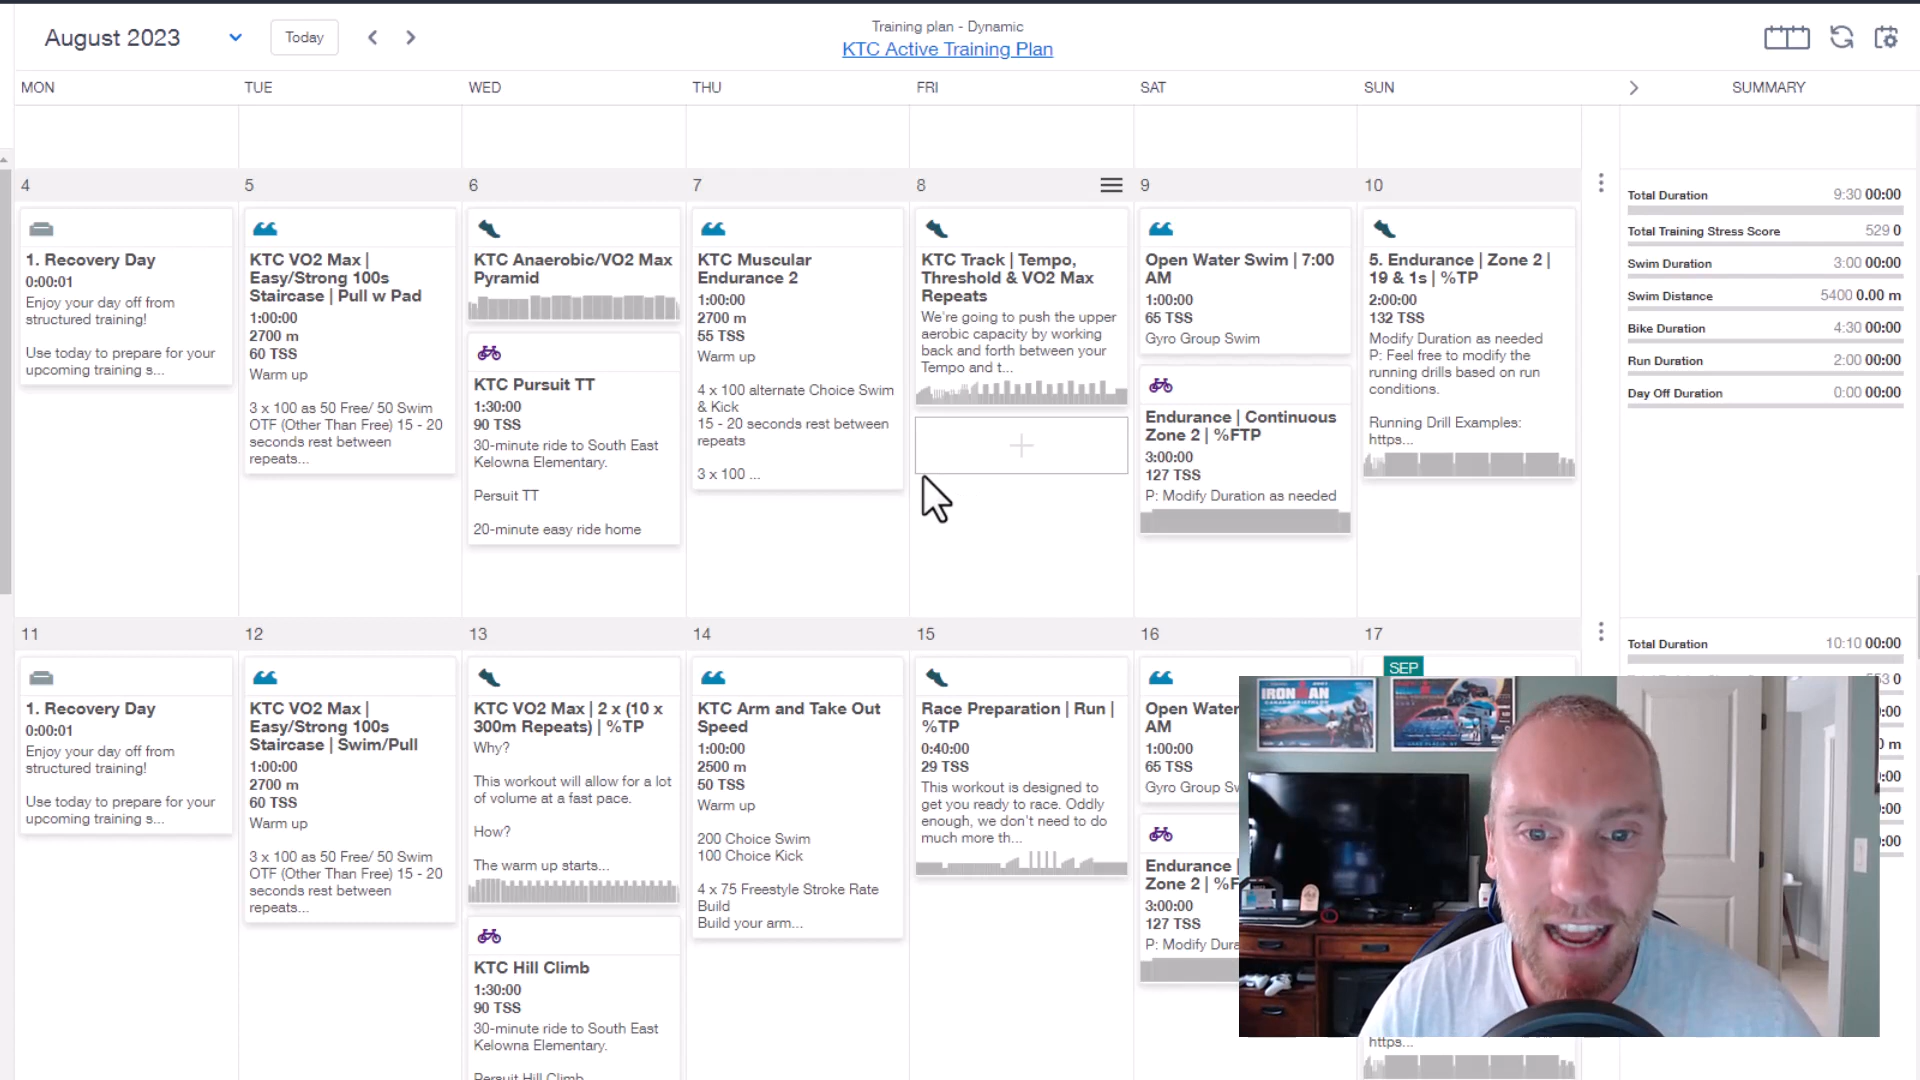 August 2023
Today
Training plan - Dynamic
KTC Active Training Plan
MON
TUE
WED
THU
FRI
SAT
SUN
SUMMARY
4
5
6
7
8
9
10
1. Recovery Day
0:00:01
Enjoy your day off from
structured training!
Use today to prepare for your
upcoming training s...
KTC VO2 Max |
Easy/Strong 100s
Staircase | Pull w Pad
1:00:00
2700 m
60 TSS
Warm up
3 x 100 as 50 Free/ 50 Swim
OTF (Other Than Free) 15 - 20
seconds rest between
repeats...
KTC Anaerobic/VO2 Max
Pyramid
KTC Pursuit TT
1:30:00
90 TSS
30-minute ride to South East
Kelowna Elementary.
Persuit TT
20-minute easy ride home
KTC Muscular
Endurance 2
1:00:00
2700 m
55 TSS
Warm up
4 x 100 alternate Choice Swim
& Kick
15 - 20 seconds rest between
repeats
3 x 100 ...
KTC Track | Tempo,
Threshold & VO2 Max
Repeats
We're going to push the upper
aerobic capacity by working
back and forth between your
Tempo and t...
Open Water Swim | 7:00
AM
1:00:00
65 TSS
Gyro Group Swim
Endurance | Continuous
Zone 2 | %FTP
3:00:00
127 TSS
P: Modify Duration as needed
5. Endurance | Zone 2 |
19 & 1s | %TP
2:00:00
132 TSS
Modify Duration as needed
P: Feel free to modify the
running drills based on run
conditions.
Running Drill Examples:
https...
Total Duration 9:30 00:00
Total Training Stress Score 529 0
Swim Duration 3:00 00:00
Swim Distance 5400 0.00 m
Bike Duration 4:30 00:00
Run Duration 2:00 00:00
Day Off Duration 0:00 00:00
11
12
13
14
15
16
17
1. Recovery Day
0:00:01
Enjoy your day off from
structured training!
Use today to prepare for your
upcoming training s...
KTC VO2 Max |
Easy/Strong 100s
Staircase | Swim/Pull
1:00:00
2700 m
60 TSS
Warm up
3 x 100 as 50 Free/ 50 Swim
OTF (Other Than Free) 15 - 20
seconds rest between
repeats...
KTC VO2 Max | 2 x (10 x
300m Repeats) | %TP
Why?
This workout will allow for a lot
of volume at a fast pace.
How?
The warm up starts...
KTC Hill Climb
1:30:00
90 TSS
30-minute ride to South East
Kelowna Elementary.
Persuit Hill Climb
KTC Arm and Take Out
Speed
1:00:00
2500 m
50 TSS
Warm up
200 Choice Swim
100 Choice Kick
4 x 75 Freestyle Stroke Rate
Build
Build your arm...
Race Preparation | Run |
%TP
0:40:00
29 TSS
This workout is designed to
get you ready to race. Oddly
enough, we don't need to do
much more th...
Open Water
AM
1:00:00
65 TSS
Gyro Group Sw
Endurance |
Zone 2 | %F
3:00:00
127 TSS
P: Modify Dura
SEP
https...
Total Duration 10:10 00:00
53 0
:00
0 m
:00
:00
:00
IRONMAN